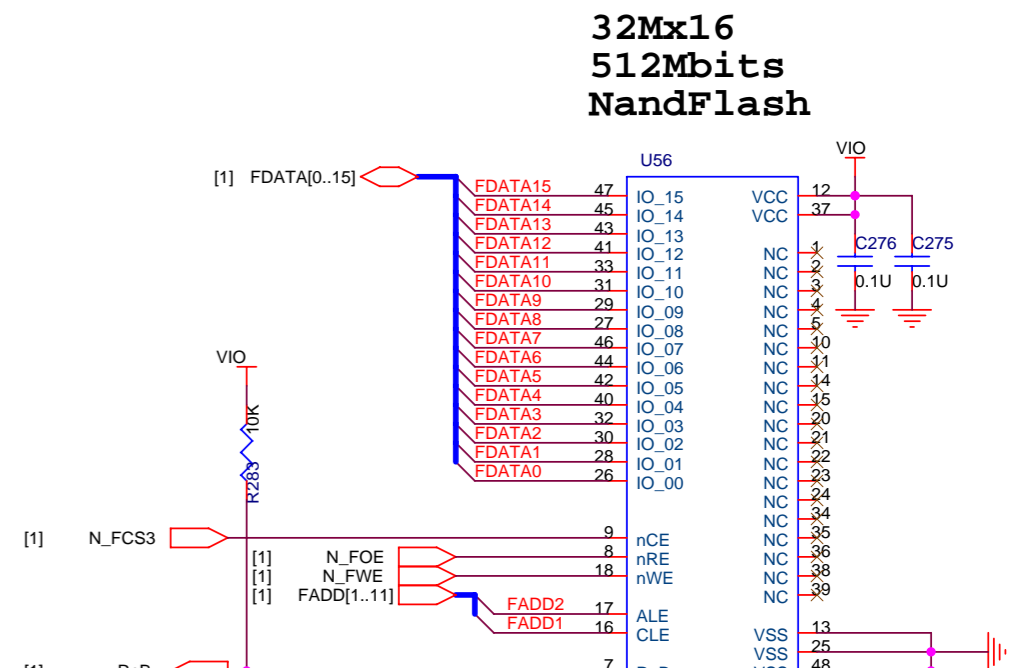 32Mx16
512Mbits
NandFlash
U56
VIO
[1] FDATA[0..15]
FDATA15 47 IO_15 VCC 12
FDATA14 45 IO_14 VCC 37
FDATA13 43 IO_13
FDATA12 41 IO_12 NC 1 C276 C275
FDATA11 33 IO_11 NC 2
FDATA10 31 IO_10 NC 3 0.1U 0.1U
FDATA9 29 IO_09 NC 4
FDATA8 27 IO_08 NC 5
FDATA7 46 IO_07 NC 10
VIO FDATA6 44 IO_06 NC 11
FDATA5 42 IO_05 NC 14
FDATA4 40 IO_04 NC 15
10K FDATA3 32 IO_03 NC 20
FDATA2 30 IO_02 NC 21
FDATA1 28 IO_01 NC 22
R283 FDATA0 26 IO_00 NC 23
NC 24
NC 34
[1] N_FCS3 9 nCE NC 35
[1] N_FOE 8 nRE NC 36
[1] N_FWE 18 nWE NC 38
[1] FADD[1..11] NC 39
FADD2 17 ALE
FADD1 16 CLE VSS 13
VSS 25
[1] 7 VSS 48